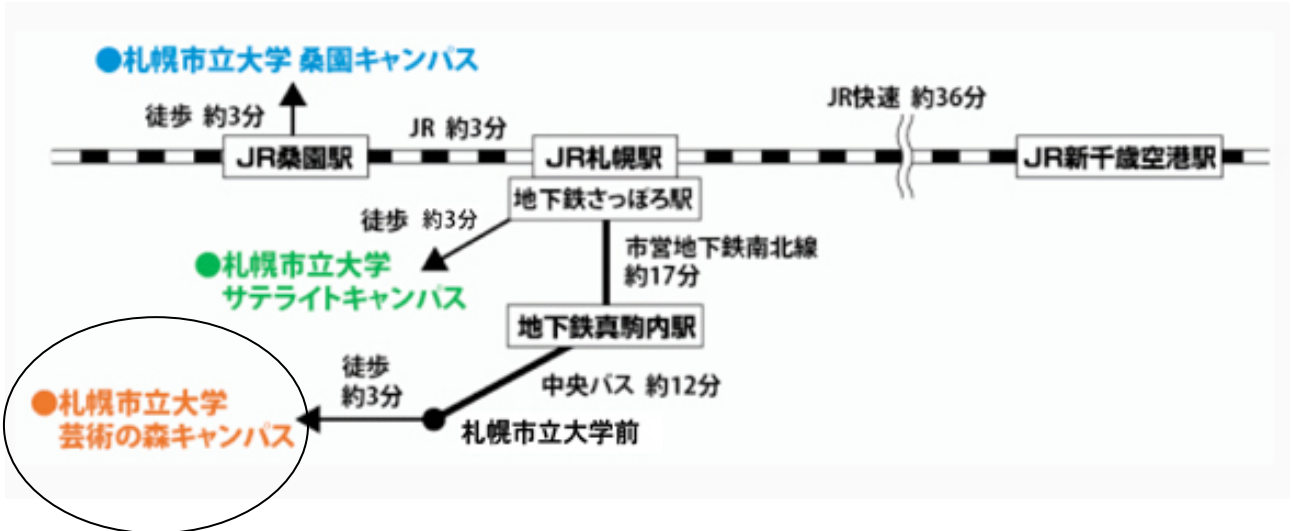 ●札幌市立大学 桑園キャンパス
徒歩 約3分
JR 約3分
JR快速 約36分
JR桑園駅
JR札幌駅
JR新千歳空港駅
地下鉄さっぽろ駅
徒歩 約3分
市営地下鉄南北線
約17分
●札幌市立大学
サテライトキャンパス
地下鉄真駒内駅
徒歩
約3分
中央バス 約12分
●札幌市立大学
芸術の森キャンパス
札幌市立大学前